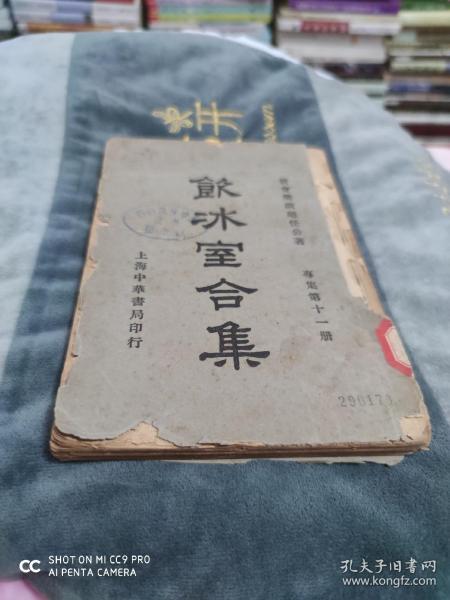 新會梁啟超任公著
專集第十一册
飲冰室合集
上海中華書局印行
290170
SHOT ON MI CC9 PRO
AI PENTA CAMERA
孔夫子旧书网
www.kongfz.com